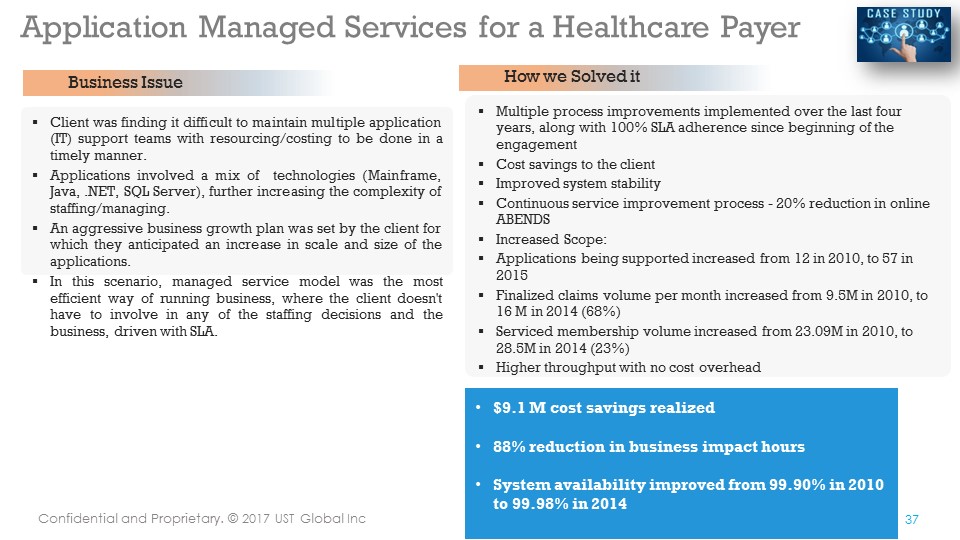 Application Managed Services for a Healthcare Payer
CASE STUDY
Business Issue
▪ Client was finding it difficult to maintain multiple application
(IT) support teams with resourcing/costing to be done in a
timely manner.
▪ Applications involved a mix of technologies (Mainframe,
Java, .NET, SQL Server), further increasing the complexity of
staffing/managing.
▪ An aggressive business growth plan was set by the client for
which they anticipated an increase in scale and size of the
applications.
▪ In this scenario, managed service model was the most
efficient way of running business, where the client doesn't
have to involve in any of the staffing decisions and the
business, driven with SLA.
How we Solved it
▪ Multiple process improvements implemented over the last four
years, along with 100% SLA adherence since beginning of the
engagement
▪ Cost savings to the client
▪ Improved system stability
▪ Continuous service improvement process - 20% reduction in online
ABENDS
▪ Increased Scope:
▪ Applications being supported increased from 12 in 2010, to 57 in
2015
▪ Finalized claims volume per month increased from 9.5M in 2010, to
16 M in 2014 (68%)
▪ Serviced membership volume increased from 23.09M in 2010, to
28.5M in 2014 (23%)
▪ Higher throughput with no cost overhead
• $9.1 M cost savings realized
• 88% reduction in business impact hours
• System availability improved from 99.90% in 2010
to 99.98% in 2014
Confidential and Proprietary. © 2017 UST Global Inc
37